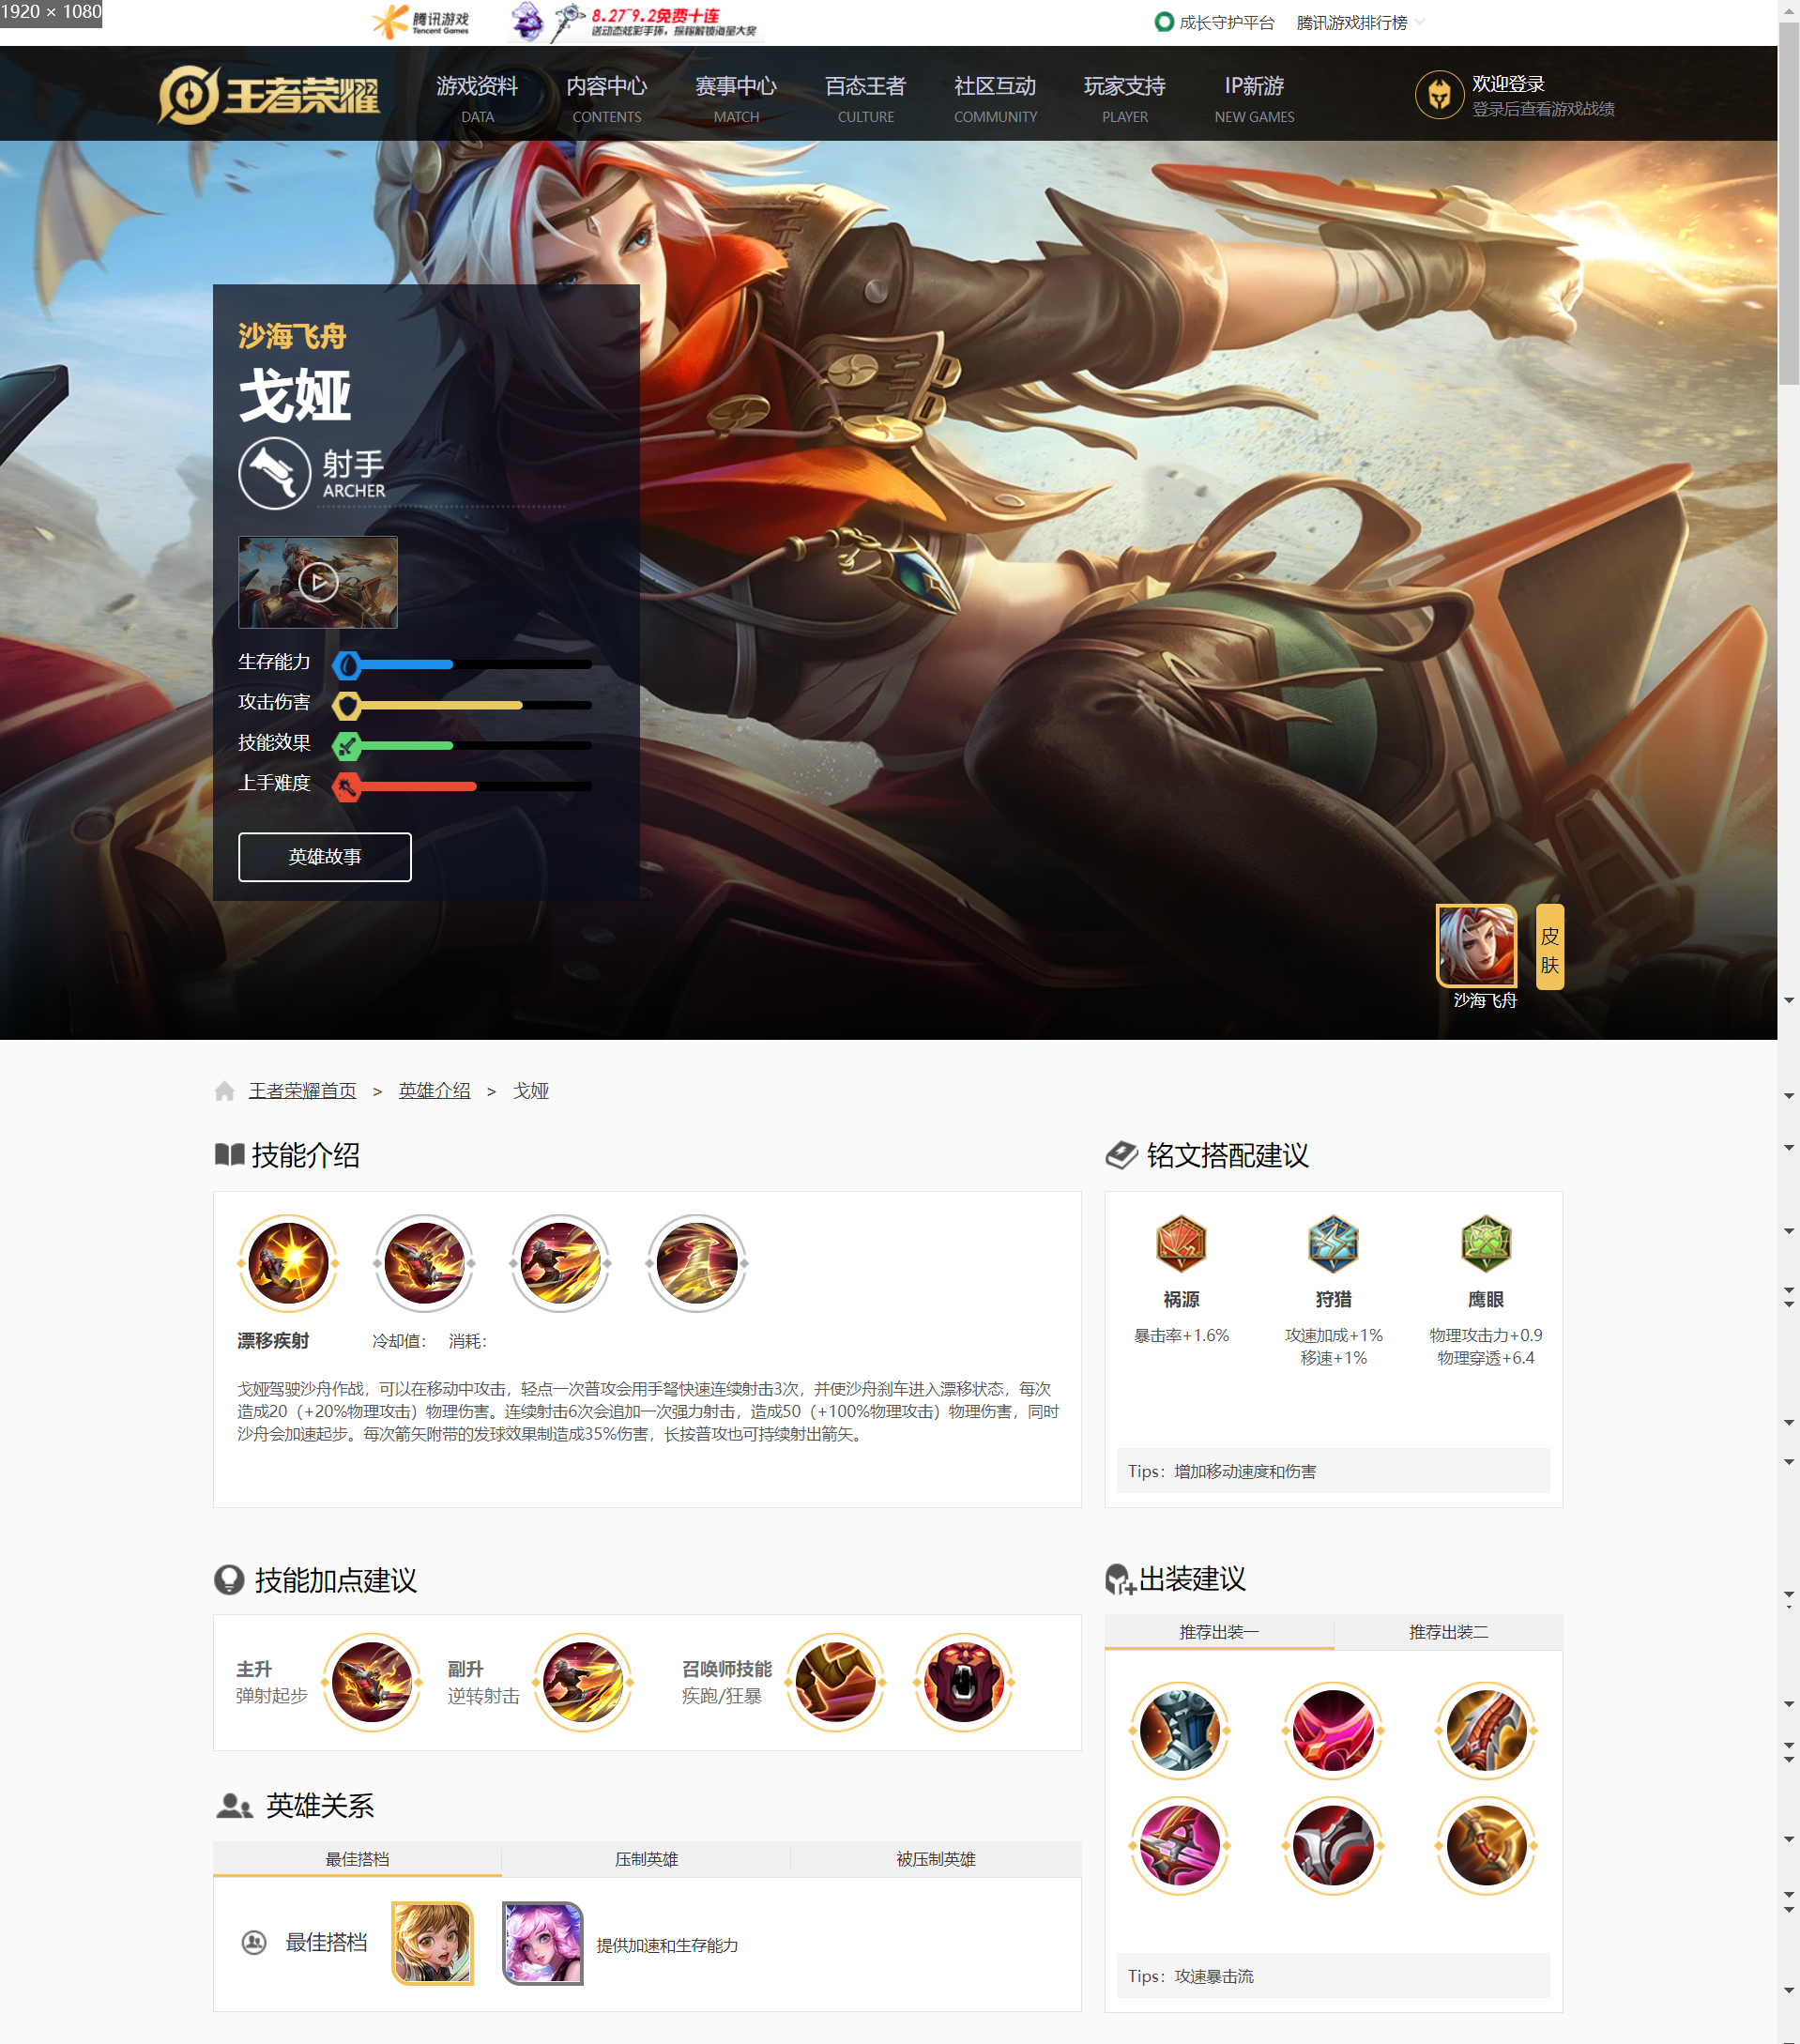 1920 × 1080
腾讯游戏
Tencent Games
8.27~9.2免费十连
送动态炫彩手环，探秘解锁海量大奖
成长守护平台
腾讯游戏排行榜
王者荣耀
游戏资料
DATA
内容中心
CONTENTS
赛事中心
MATCH
百态王者
CULTURE
社区互动
COMMUNITY
玩家支持
PLAYER
IP新游
NEW GAMES
欢迎登录
登录后查看游戏战绩
沙海飞舟
戈娅
射手
ARCHER
生存能力
攻击伤害
技能效果
上手难度
英雄故事
皮肤
沙海飞舟
王者荣耀首页 > 英雄介绍 > 戈娅
技能介绍
漂移疾射 冷却值： 消耗：
戈娅驾驶沙舟作战，可以在移动中攻击，轻点一次普攻会用手弩快速连续射击3次，并使沙舟刹车进入漂移状态，每次
造成20（+20%物理攻击）物理伤害。连续射击6次会追加一次强力射击，造成50（+100%物理攻击）物理伤害，同时
沙舟会加速起步。每次箭矢附带的发球效果制造成35%伤害，长按普攻也可持续射出箭矢。
铭文搭配建议
祸源
暴击率+1.6%
狩猎
攻速加成+1%
移速+1%
鹰眼
物理攻击力+0.9
物理穿透+6.4
Tips：增加移动速度和伤害
技能加点建议
主升
弹射起步
副升
逆转射击
召唤师技能
疾跑/狂暴
出装建议
推荐出装一
推荐出装二
Tips：攻速暴击流
英雄关系
最佳搭档
压制英雄
被压制英雄
最佳搭档
提供加速和生存能力